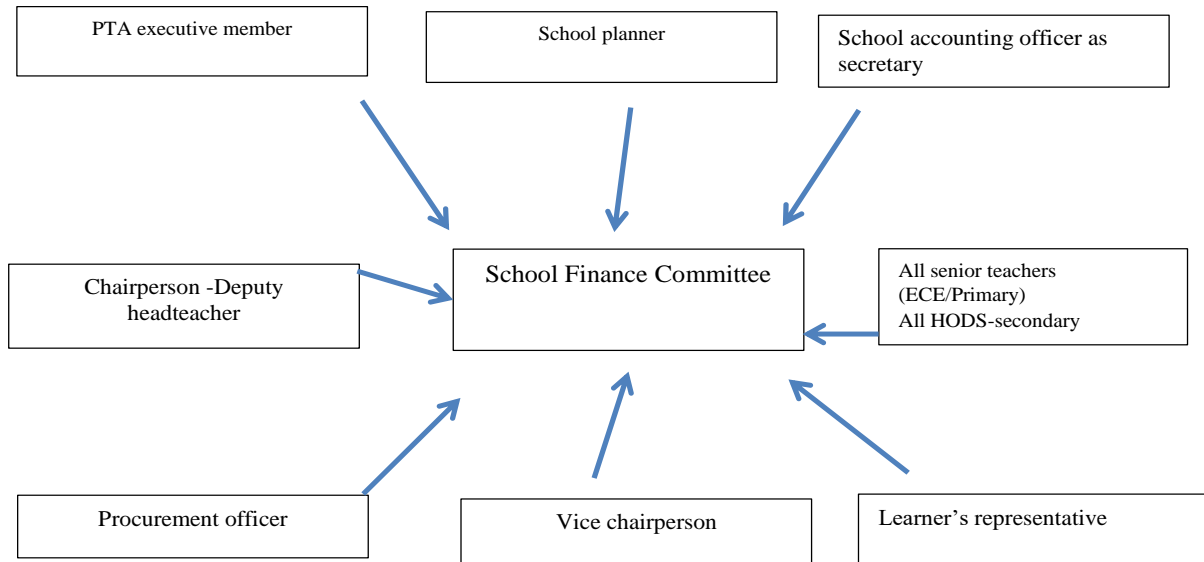 PTA executive member
School planner
School accounting officer as
secretary
Chairperson -Deputy
headteacher
School Finance Committee
All senior teachers
(ECE/Primary)
All HODS-secondary
Procurement officer
Vice chairperson
Learner’s representative